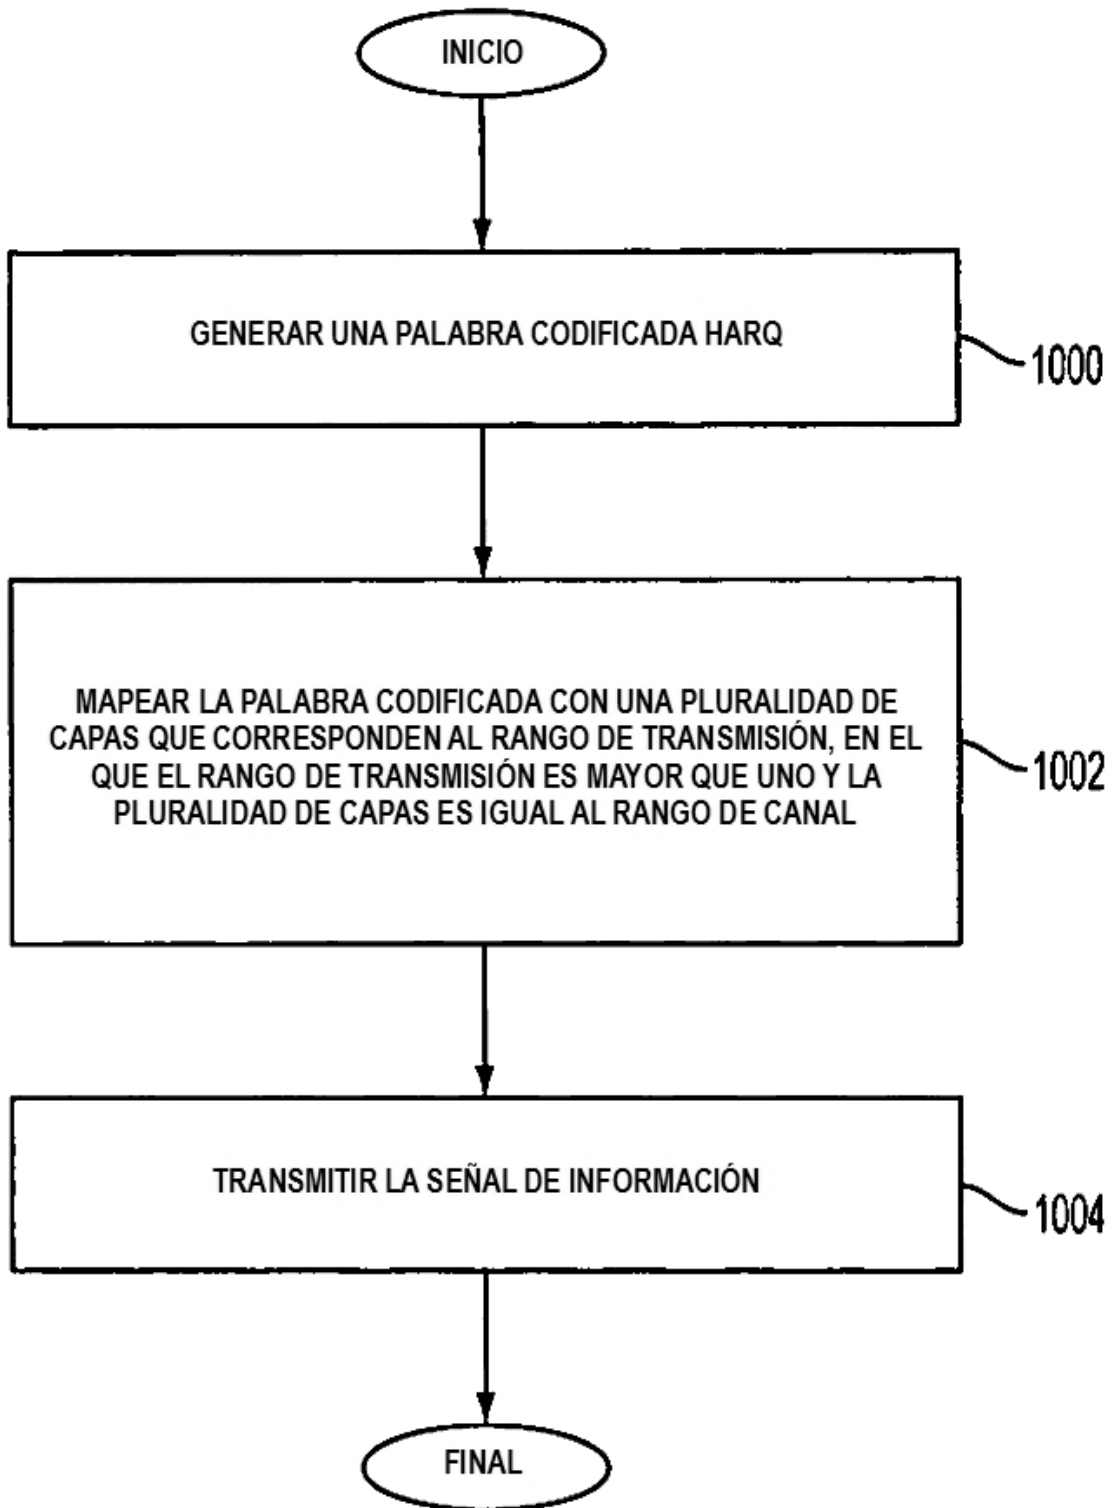 INICIO
GENERAR UNA PALABRA CODIFICADA HARQ
1000
MAPEAR LA PALABRA CODIFICADA CON UNA PLURALIDAD DE
CAPAS QUE CORRESPONDEN AL RANGO DE TRANSMISIÓN, EN EL
QUE EL RANGO DE TRANSMISIÓN ES MAYOR QUE UNO Y LA
PLURALIDAD DE CAPAS ES IGUAL AL RANGO DE CANAL
1002
TRANSMITIR LA SEÑAL DE INFORMACIÓN
1004
FINAL